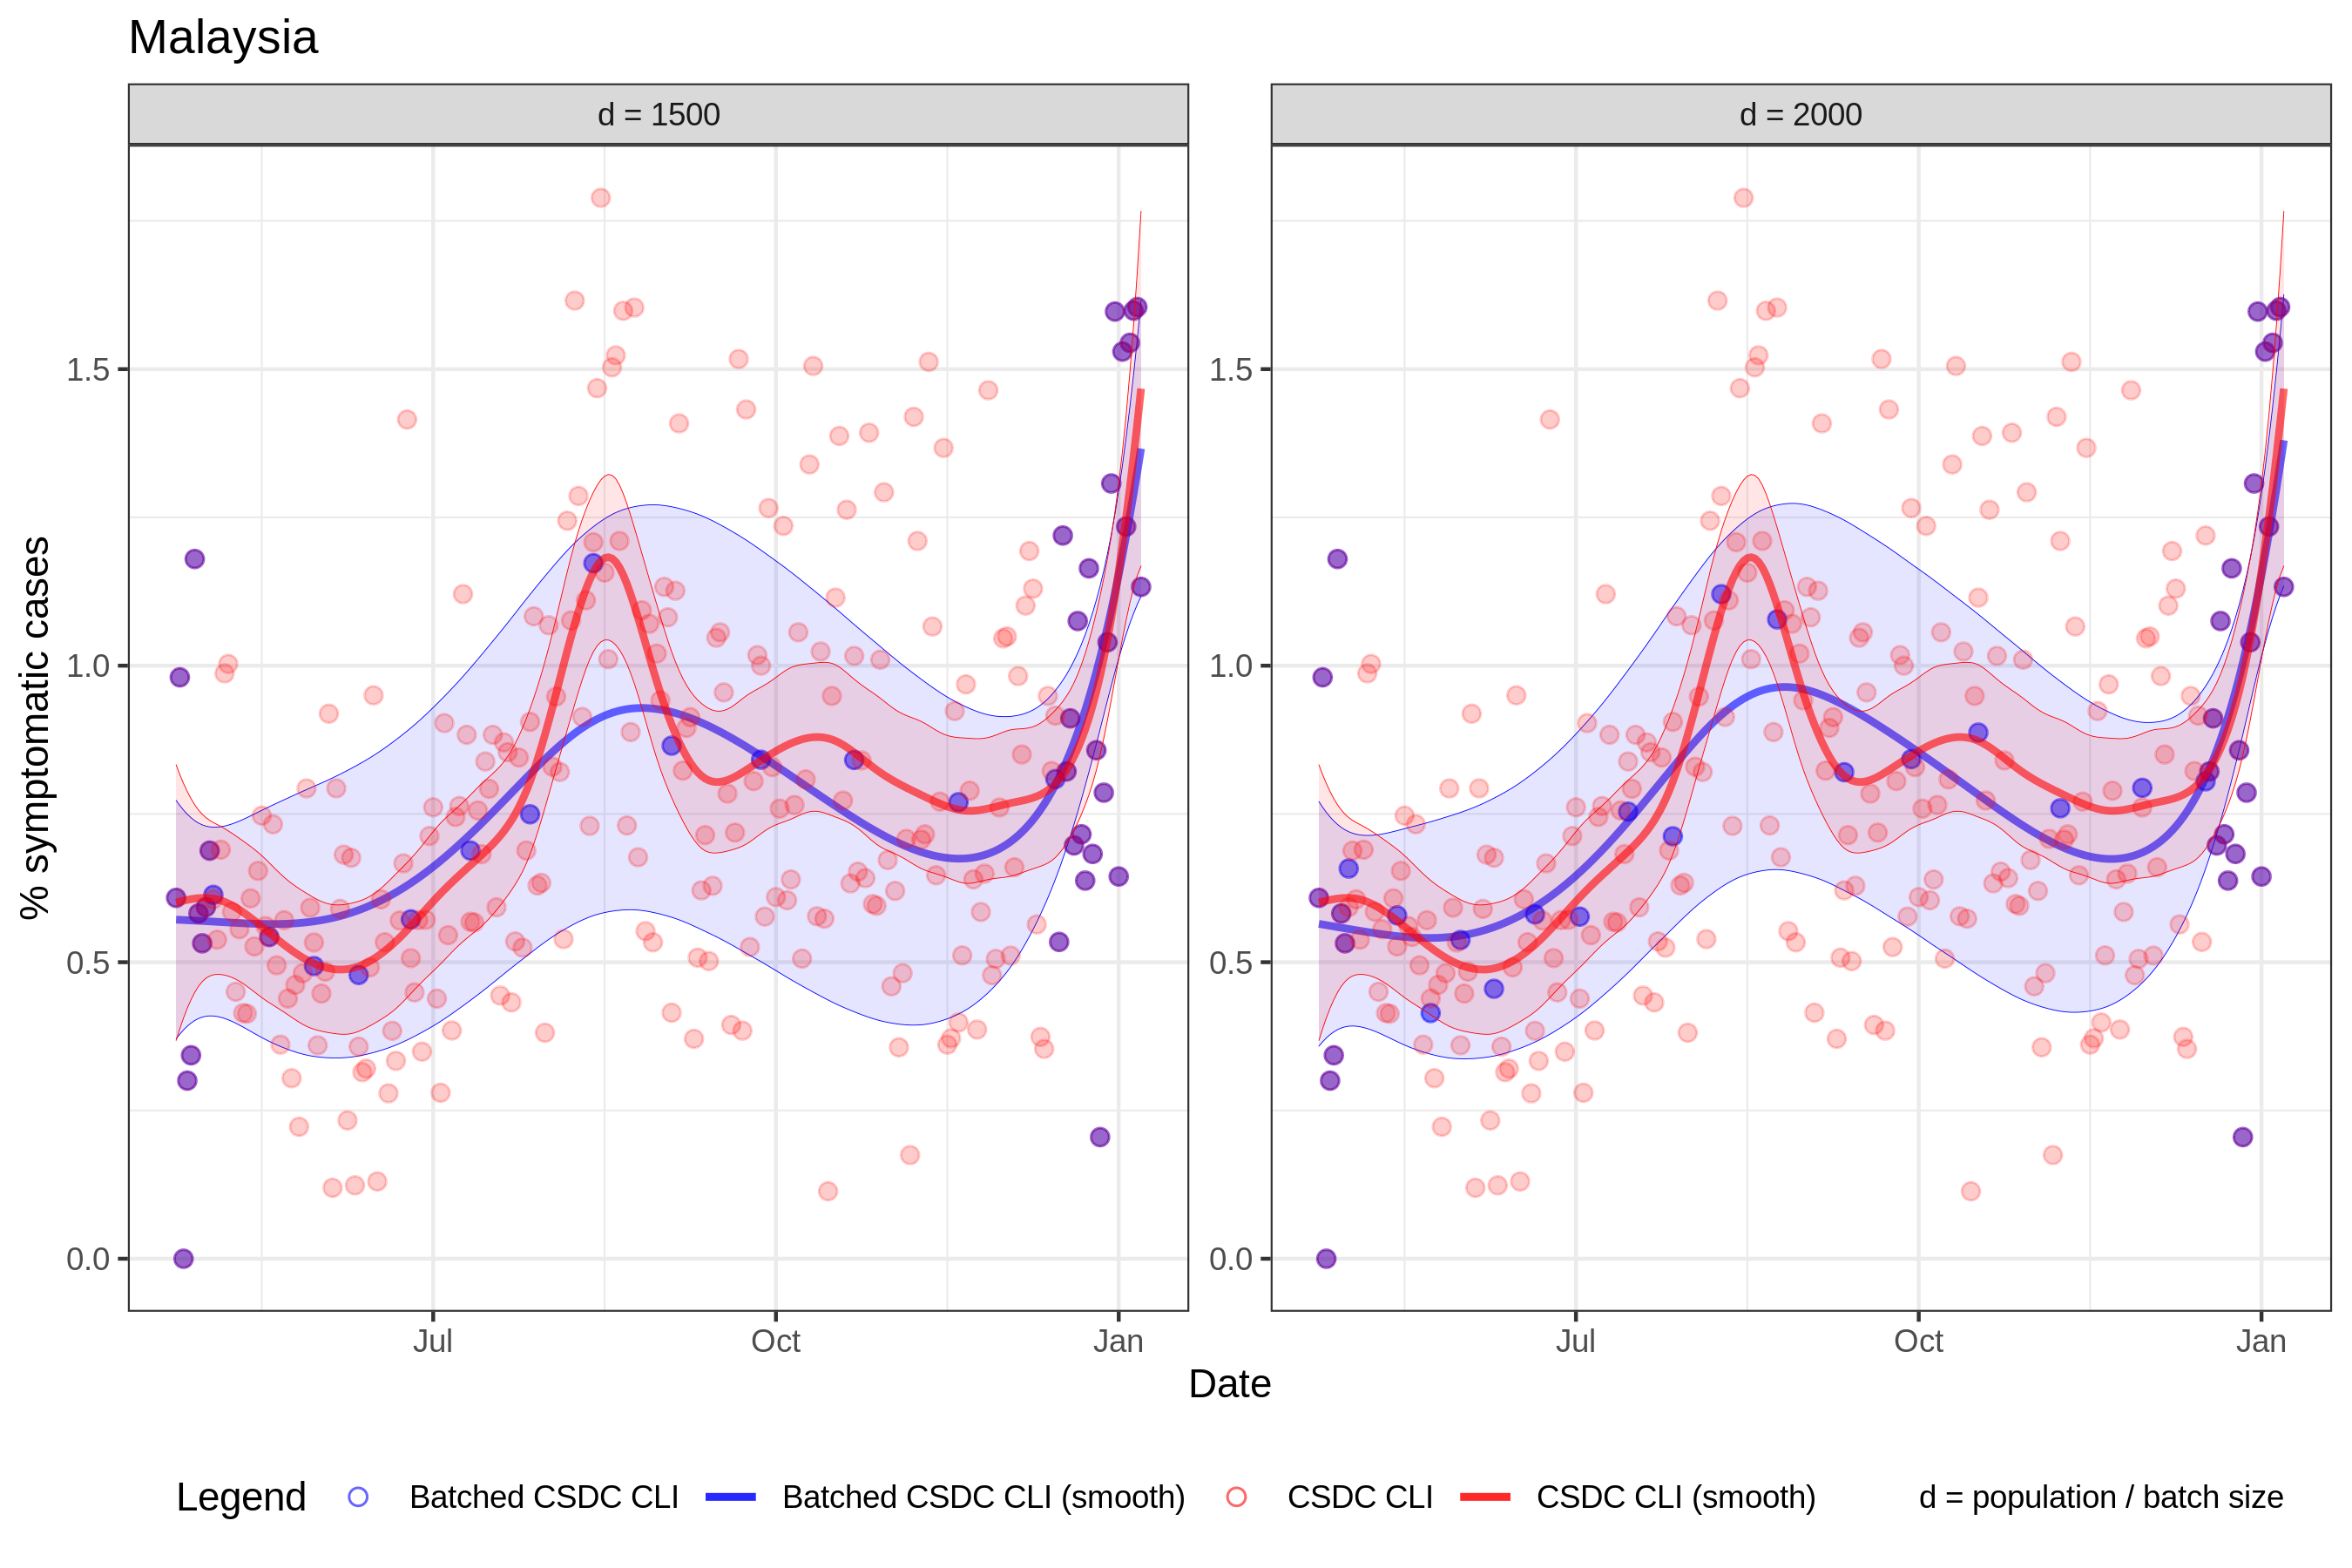 Malaysia
d = 1500
d = 2000
% symptomatic cases
1.5
1.0
0.5
0.0
1.5
1.0
0.5
0.0
Jul
Oct
Jan
Jul
Oct
Jan
Date
Legend
Batched CSDC CLI
Batched CSDC CLI (smooth)
CSDC CLI
CSDC CLI (smooth)
d = population / batch size